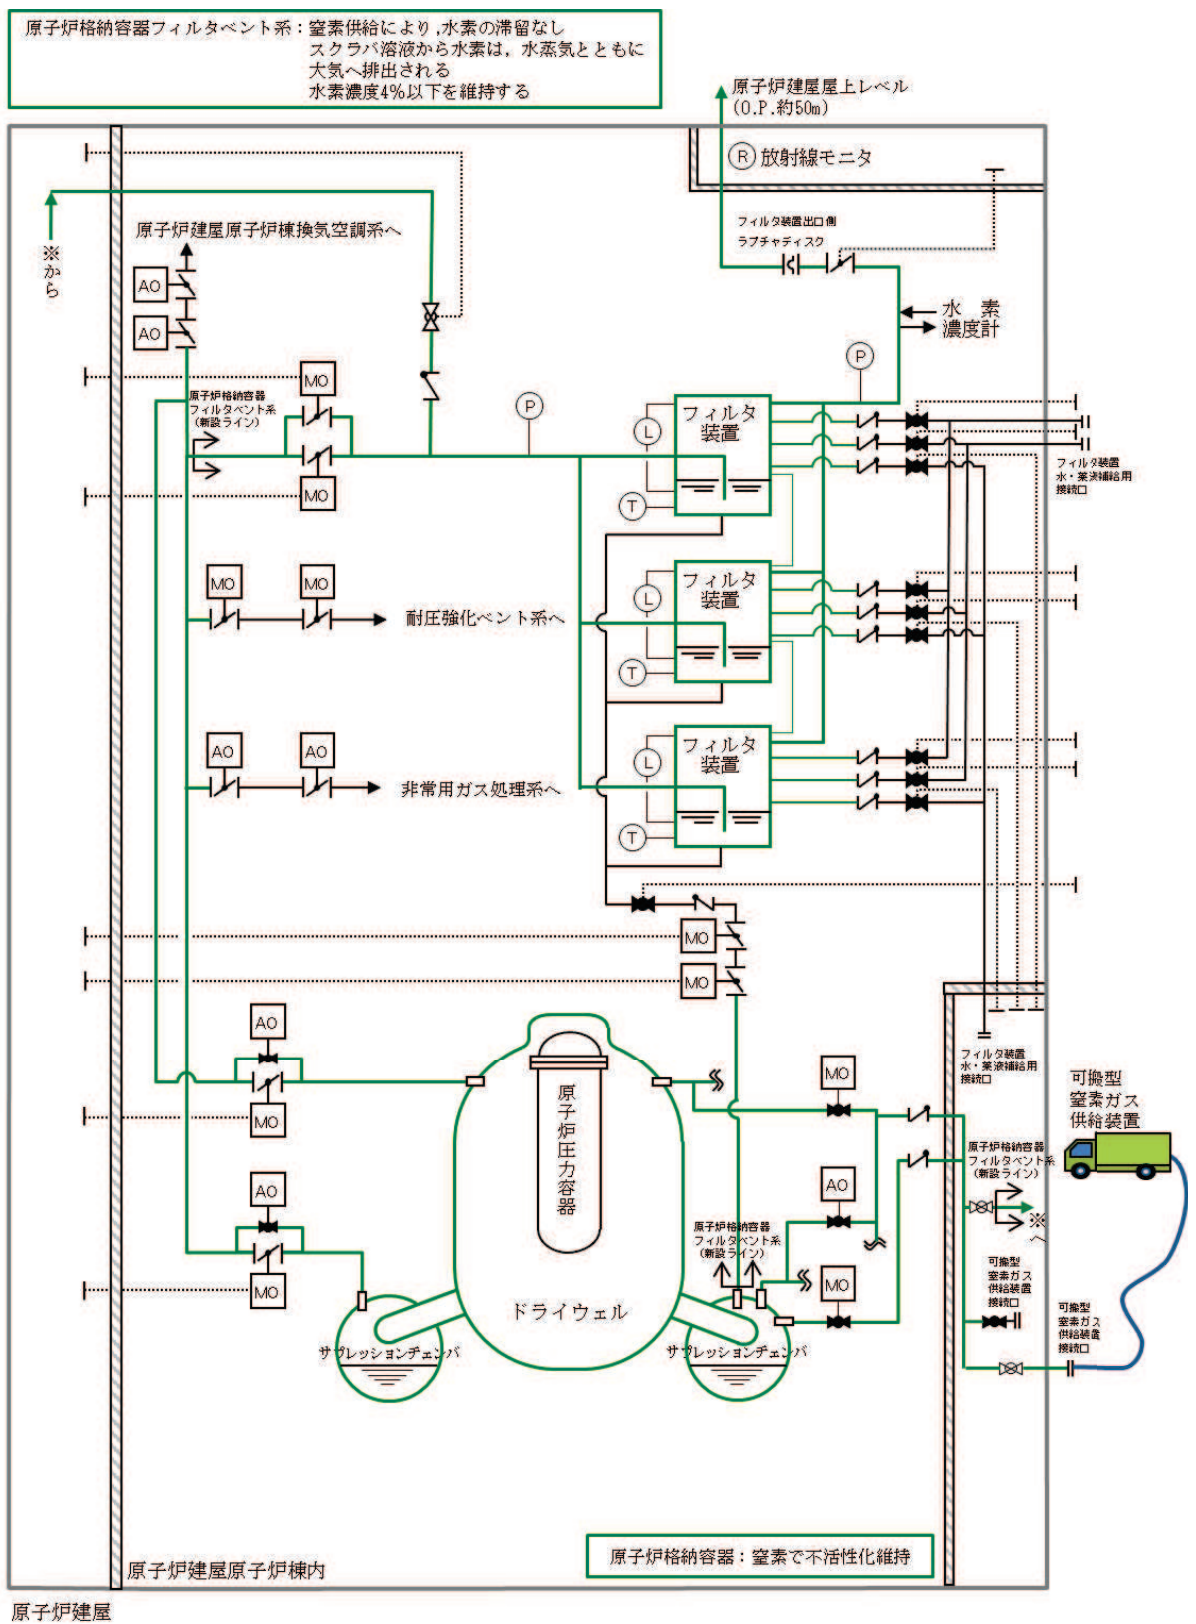 原子炉格納容器フィルタベント系：窒素供給により,水素の滞留なし
スクラバ溶液から水素は，水蒸気とともに
大気へ排出される
水素濃度4%以下を維持する
原子炉建屋屋上レベル
(O.P.約50m)
R 放射線モニタ
フィルタ装置出口側
ラプチャディスク
原子炉建屋原子炉棟換気空調系へ
※から
AO
AO
水素
濃度計
P
P
MO
原子炉格納容器
フィルタベント系
(新設ライン)
MO
フィルタ
装置
L
T
フィルタ装置
水・薬液補給用
接続口
MO
MO
耐圧強化ベント系へ
フィルタ
装置
L
T
AO
AO
非常用ガス処理系へ
フィルタ
装置
L
T
MO
MO
AO
MO
原子炉圧力容器
MO
フィルタ装置
水・薬液補給用
接続口
可搬型
窒素ガス
供給装置
原子炉格納容器
フィルタベント系
(新設ライン)
AO
MO
AO
原子炉格納容器
フィルタベント系
(新設ライン)
MO
※へ
可搬型
窒素ガス
供給装置
接続口
可搬型
窒素ガス
供給装置
接続口
ドライウェル
サプレッションチェンバ
サプレッションチェンバ
原子炉格納容器：窒素で不活性化維持
原子炉建屋原子炉棟内
原子炉建屋